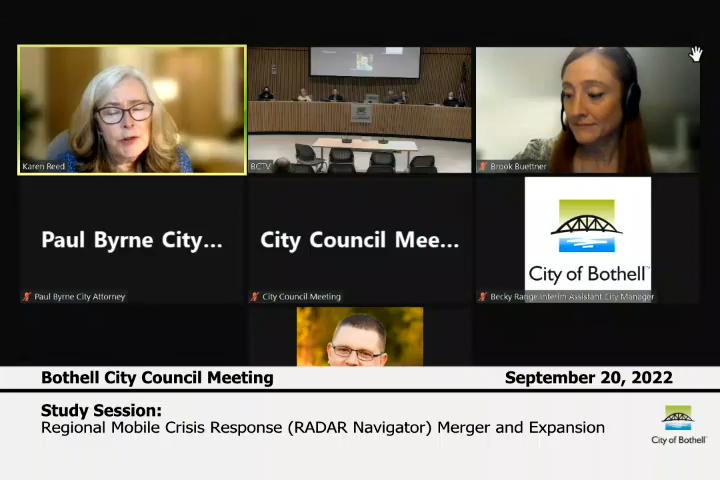 Karen Reed
BCTV
Brook Buettner
Paul Byrne City...
City Council Mee...
City of Bothell™
Paul Byrne City Attorney
City Council Meeting
Becky Range Interim Assistant City Manager
Bothell City Council Meeting
September 20, 2022
Study Session:
Regional Mobile Crisis Response (RADAR Navigator) Merger and Expansion
City of Bothell™